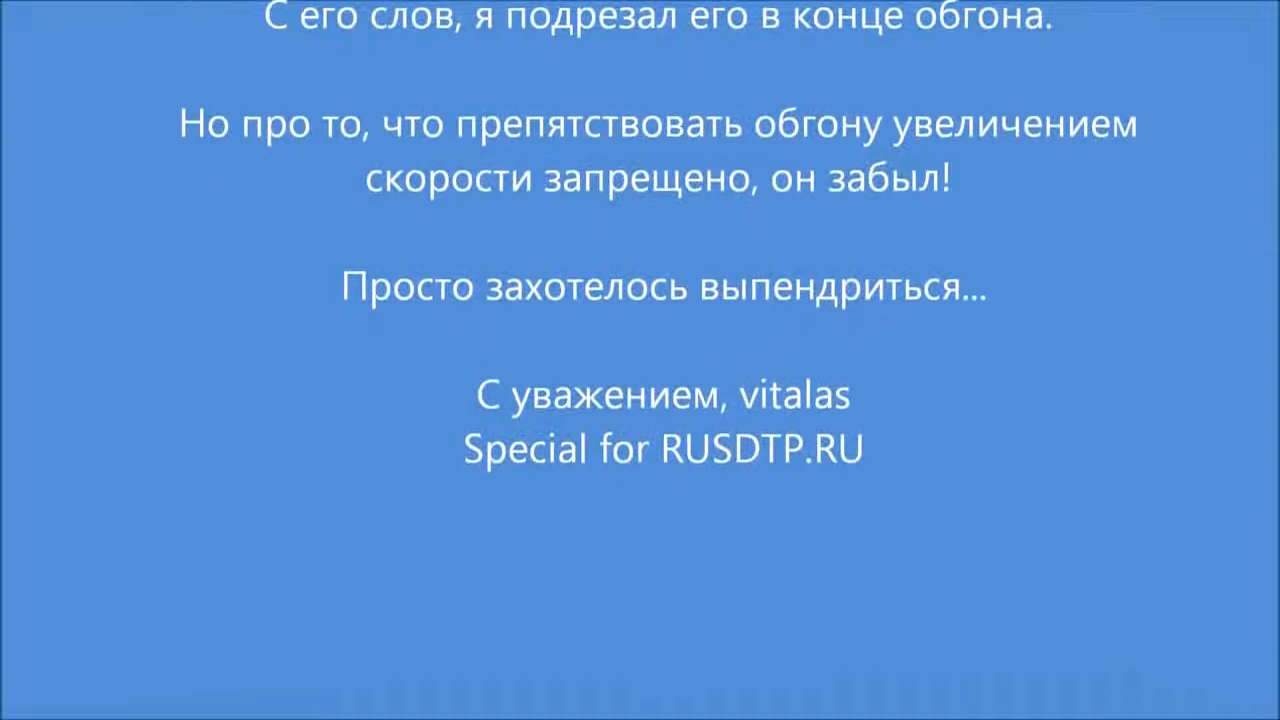 С его слов, я подрезал его в конце обгона.
Но про то, что препятствовать обгону увеличением
скорости запрещено, он забыл!
Просто захотелось выпендриться...
С уважением, vitalas
Special for RUSDTP.RU